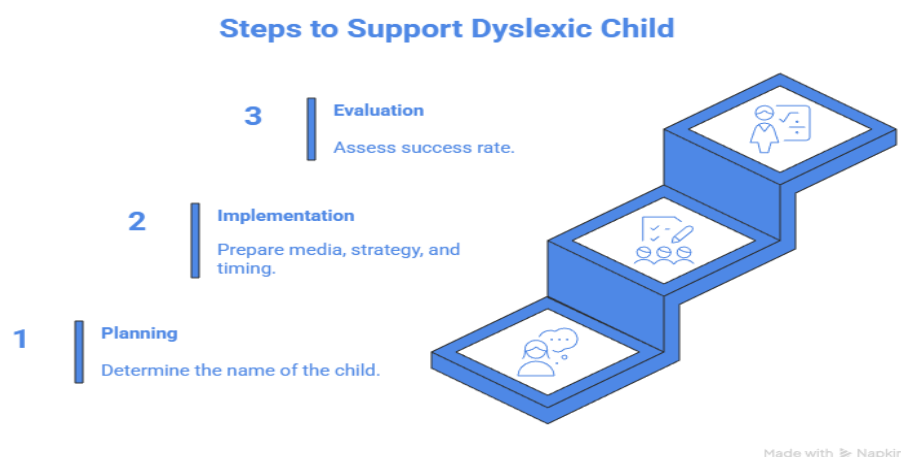 Steps to Support Dyslexic Child
3
Evaluation
Assess success rate.
2
Implementation
Prepare media, strategy, and
timing.
1
Planning
Determine the name of the child.
Made with Napkin